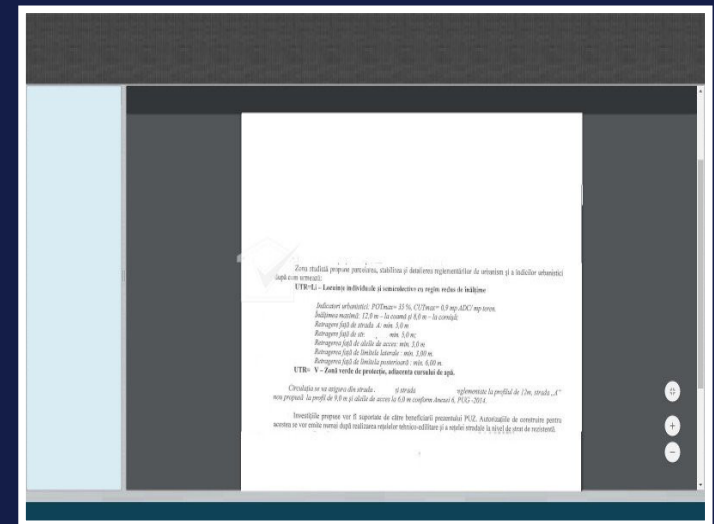 Zona studiată propune parcelarea, stabilirea și detalierea reglementărilor de urbanism și a indicilor urbanistici
după cum urmează:
UTR=Li – Locuințe individuale și semicolective cu regim redus de înălțime
Indicatori urbanistici: POTmax= 35 %, CUTmax= 0,9 mp ADC/ mp teren.
Înălțimea maximă: 12,0 m – la coamă și 8,0 m – la cornișă;
Retragere față de strada A: min. 5,0 m
Retragere față de str. min. 5,0 m;
Retragerea față de aleile de acces: min. 3,0 m
Retragerea față de limitele laterale : min. 3,00 m.
Retragerea față de limitele posterioară : min. 6,00 m.
UTR= V – Zonă verde de protecție, adiacenta cursului de apă.
Circulația se va asigura din strada . și strada reglementate la profilul de 12m, strada „A"
nou propusă la profil de 9,0 m și aleile de acces la 6,0 m conform Anexei 6, PUG -2014.
Investițiile propuse vor fi suportate de către beneficiarii prezentului PUZ. Autorizațiile de construire pentru
acestea se vor emite numai după realizarea rețelelor tehnico-edilitare și a rețelei stradale la nivel de strat de rezistență.